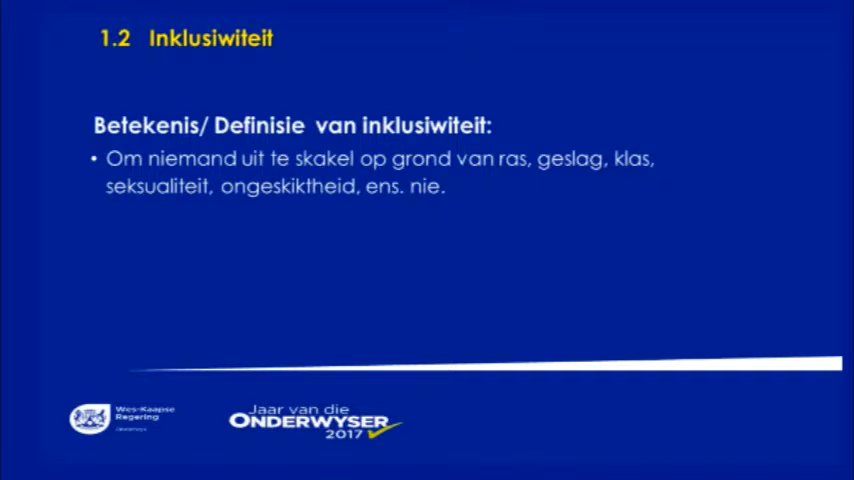 1.2 Inklusiwiteit
Betekenis/ Definisie van inklusiwiteit:
• Om niemand uit te skakel op grond van ras, geslag, klas,
seksualiteit, ongeskiktheid, ens. nie.
Wes-Kaapse
Regering
Jaar van die
ONDERWYSER
2017